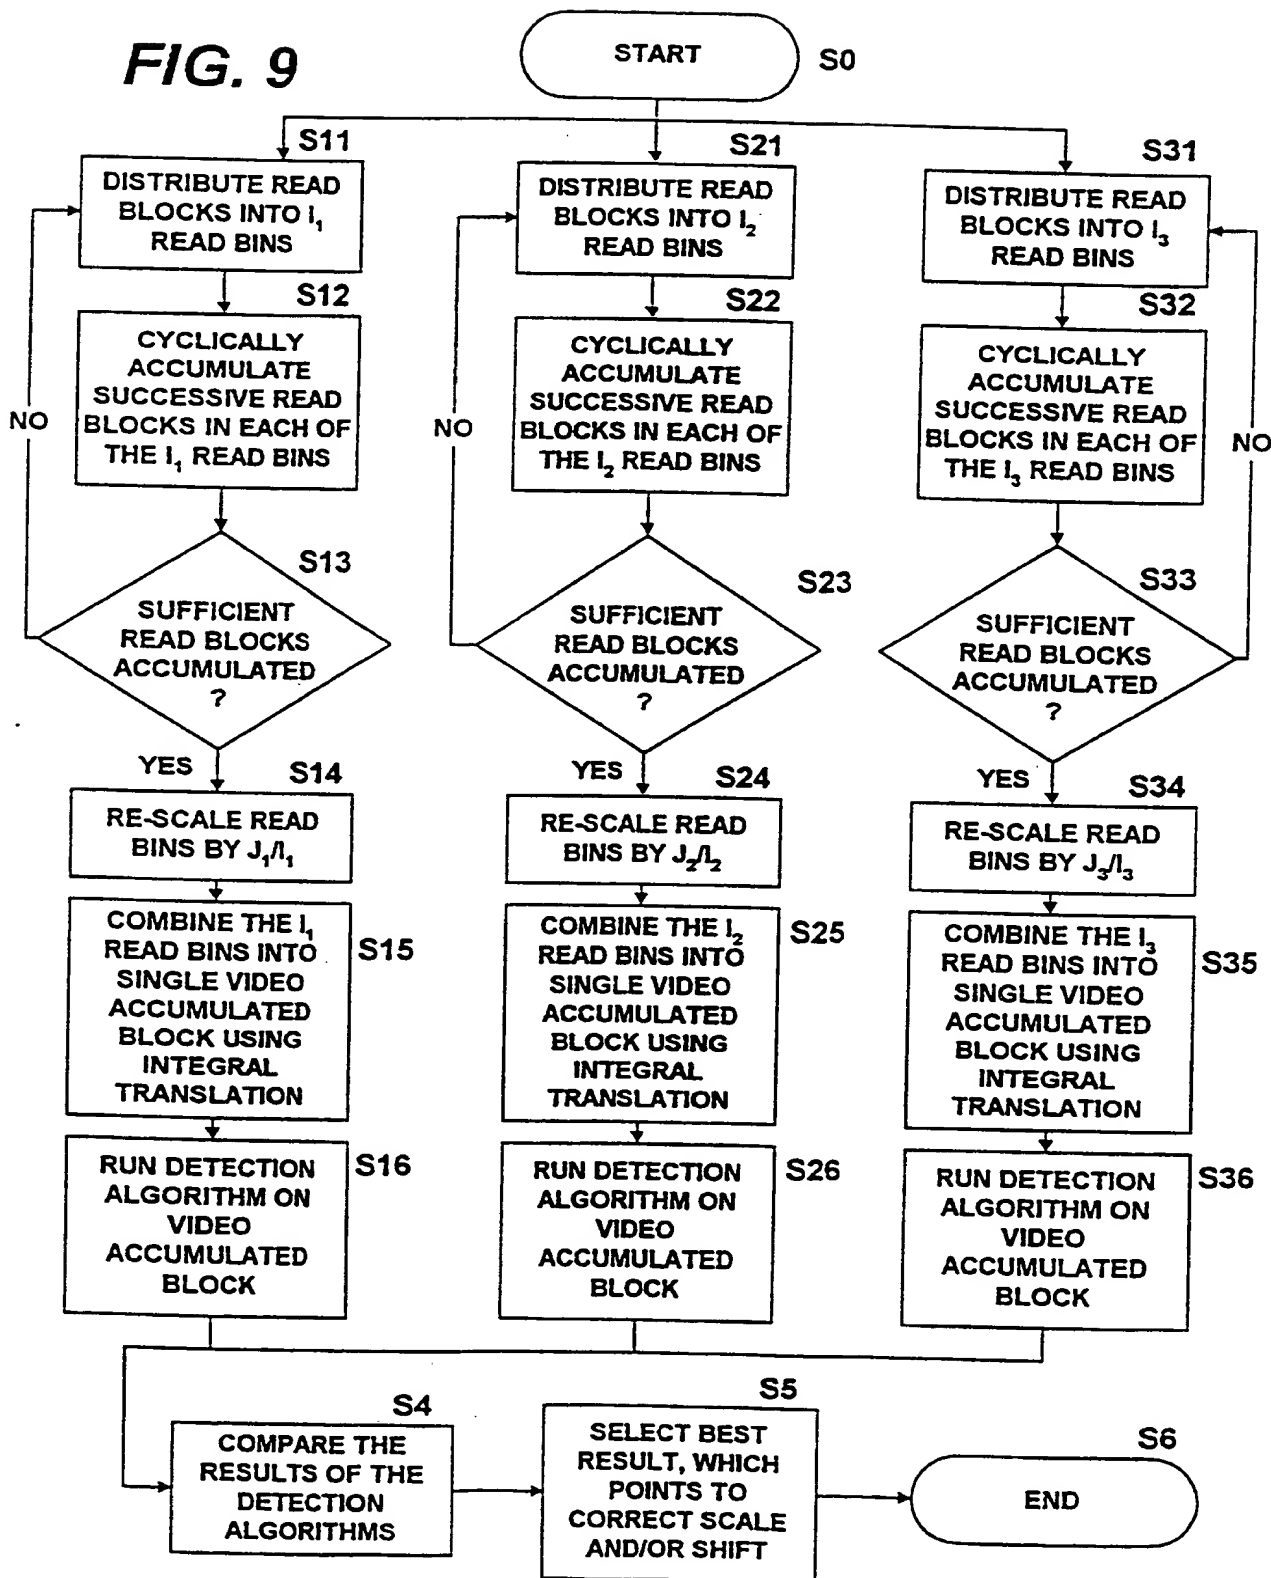 FIG. 9
START
S0
S11
DISTRIBUTE READ
BLOCKS INTO I₁
READ BINS
S12
CYCLICALLY
ACCUMULATE
SUCCESSIVE READ
BLOCKS IN EACH OF
THE I₁ READ BINS
NO
S13
SUFFICIENT
READ BLOCKS
ACCUMULATED
?
YES
S14
RE-SCALE READ
BINS BY J₁/I₁
COMBINE THE I₁
READ BINS INTO
SINGLE VIDEO
ACCUMULATED
BLOCK USING
INTEGRAL
TRANSLATION
S15
RUN DETECTION
ALGORITHM ON
VIDEO
ACCUMULATED
BLOCK
S16
S21
DISTRIBUTE READ
BLOCKS INTO I₂
READ BINS
S22
CYCLICALLY
ACCUMULATE
SUCCESSIVE READ
BLOCKS IN EACH OF
THE I₂ READ BINS
NO
S23
SUFFICIENT
READ BLOCKS
ACCUMULATED
?
YES
S24
RE-SCALE READ
BINS BY J₂/I₂
COMBINE THE I₂
READ BINS INTO
SINGLE VIDEO
ACCUMULATED
BLOCK USING
INTEGRAL
TRANSLATION
S25
RUN DETECTION
ALGORITHM ON
VIDEO
ACCUMULATED
BLOCK
S26
S31
DISTRIBUTE READ
BLOCKS INTO I₃
READ BINS
S32
CYCLICALLY
ACCUMULATE
SUCCESSIVE READ
BLOCKS IN EACH OF
THE I₃ READ BINS
NO
S33
SUFFICIENT
READ BLOCKS
ACCUMULATED
?
YES
S34
RE-SCALE READ
BINS BY J₃/I₃
COMBINE THE I₃
READ BINS INTO
SINGLE VIDEO
ACCUMULATED
BLOCK USING
INTEGRAL
TRANSLATION
S35
RUN DETECTION
ALGORITHM ON
VIDEO
ACCUMULATED
BLOCK
S36
S4
COMPARE THE
RESULTS OF THE
DETECTION
ALGORITHMS
S5
SELECT BEST
RESULT, WHICH
POINTS TO
CORRECT SCALE
AND/OR SHIFT
S6
END